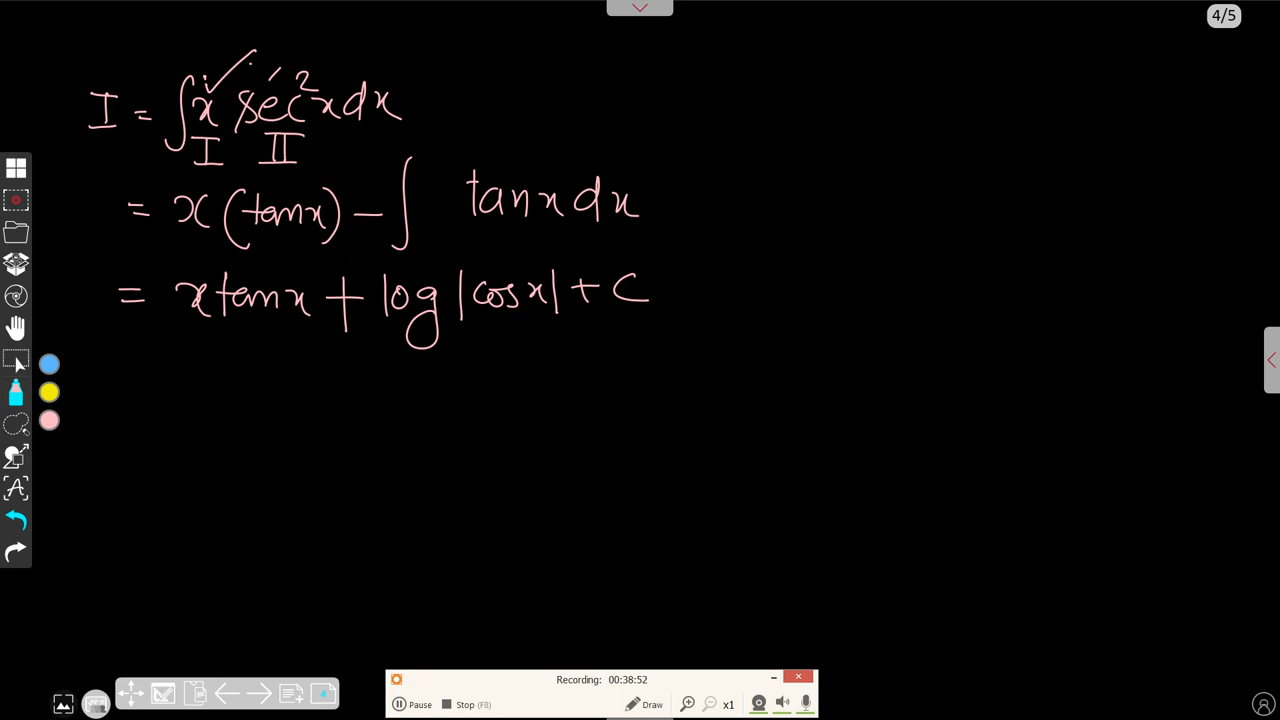 4/5
I = ∫ x sec²x dx
I II
= x (tanx) − ∫ tanx dx
= x tanx + log |cosx| + C
Recording: 00:38:52
Pause Stop (F8) Draw x1